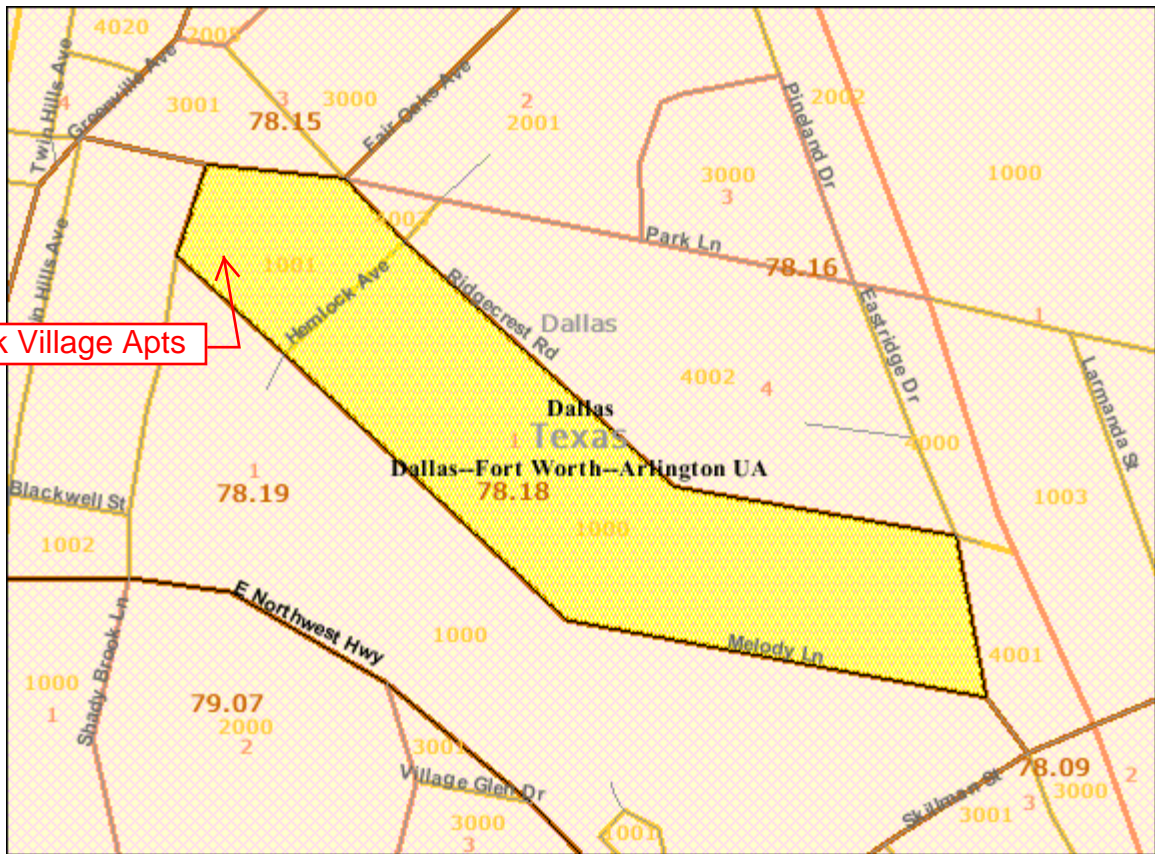 4020
2005
Twin Hills Ave
Greenville Ave
4
3001
3
3000
78.15
Fair Oaks Ave
2
2001
Pineland Dr
2002
3000
3
1000
4003
Park Ln
78.16
1001
Hemlock Ave
Ridgecrest Rd
in Hills Ave
Dallas
Eastridge Dr
1
k Village Apts
4002
4
Larmanda St
Dallas
1
Texas
4000
1
Dallas--Fort Worth--Arlington UA
78.19
78.18
Blackwell St
1003
1000
1002
E Northwest Hwy
1000
Melody Ln
4001
Shady Brook Ln
1000
1
79.07
2000
2
3001
Village Glen Dr
78.09
2
Skillman St
3000
3
3001
3000
3
1001